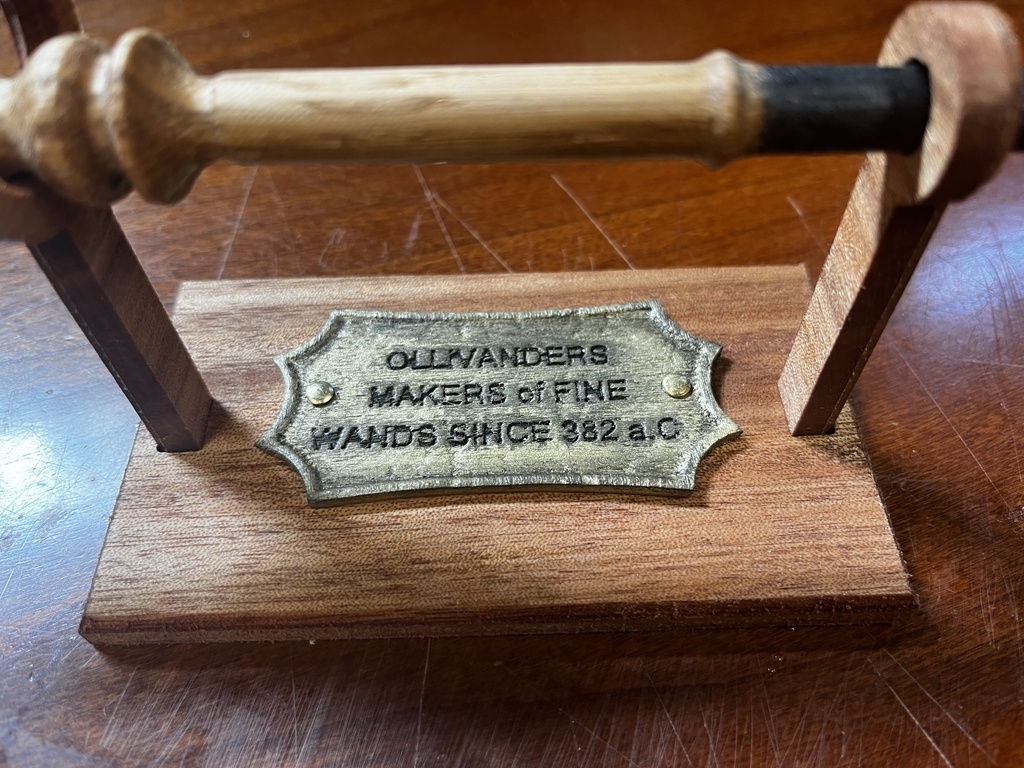 OLLIVANDERS
MAKERS of FINE
WANDS SINCE 382 a.C